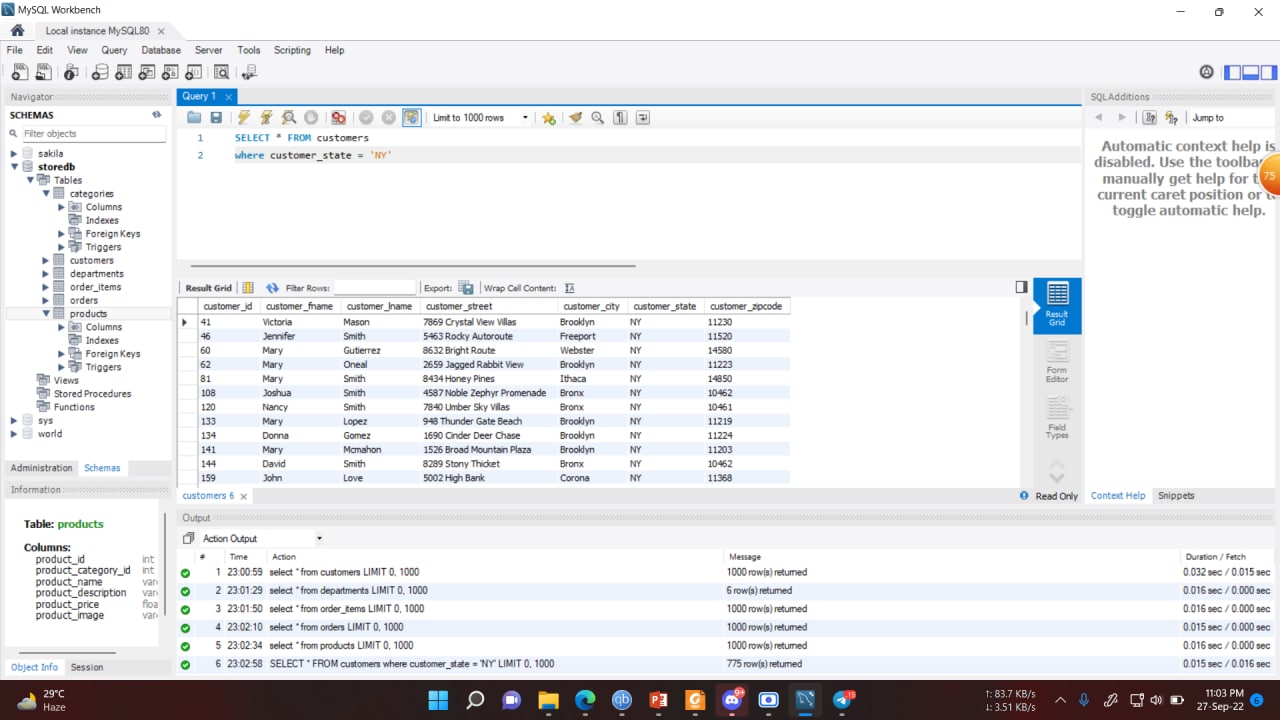 MySQL Workbench
Local instance MySQL80
File Edit View Query Database Server Tools Scripting Help
Navigator
SCHEMAS
Filter objects
sakila
storedb
Tables
categories
Columns
Indexes
Foreign Keys
Triggers
customers
departments
order_items
orders
products
Columns
Indexes
Foreign Keys
Triggers
Views
Stored Procedures
Functions
sys
world
Administration Schemas
Information
Table: products
Columns:
product_id int
product_category_id int
product_name varc
product_description varc
product_price floa
product_image varc
Object Info Session
Query 1
Limit to 1000 rows
1 SELECT * FROM customers
2 where customer_state = 'NY'
Result Grid Filter Rows: Export: Wrap Cell Content:
customer_id customer_fname customer_lname customer_street customer_city customer_state customer_zipcode
41 Victoria Mason 7869 Crystal View Villas Brooklyn NY 11230
46 Jennifer Smith 5463 Rocky Autoroute Freeport NY 11520
60 Mary Gutierrez 8632 Bright Route Webster NY 14580
62 Mary Oneal 2659 Jagged Rabbit View Brooklyn NY 11223
81 Mary Smith 8434 Honey Pines Ithaca NY 14850
108 Joshua Smith 4587 Noble Zephyr Promenade Bronx NY 10462
120 Nancy Smith 7840 Umber Sky Villas Bronx NY 10461
133 Mary Lopez 948 Thunder Gate Beach Brooklyn NY 11219
134 Donna Gomez 1690 Cinder Deer Chase Brooklyn NY 11224
141 Mary Mcmahon 1526 Broad Mountain Plaza Brooklyn NY 11203
144 David Smith 8289 Stony Thicket Bronx NY 10462
159 John Love 5002 High Bank Corona NY 11368
Result
Grid
Form
Editor
Field
Types
customers 6
Read Only
SQLAdditions
Jump to
Automatic context help is
disabled. Use the toolba
manually get help for t
current caret position or t
toggle automatic help.
75
Context Help Snippets
Output
Action Output
# Time Action Message Duration / Fetch
1 23:00:59 select * from customers LIMIT 0, 1000 1000 row(s) returned 0.032 sec / 0.015 sec
2 23:01:29 select * from departments LIMIT 0, 1000 6 row(s) returned 0.016 sec / 0.000 sec
3 23:01:50 select * from order_items LIMIT 0, 1000 1000 row(s) returned 0.016 sec / 0.000 sec
4 23:02:10 select * from orders LIMIT 0, 1000 1000 row(s) returned 0.015 sec / 0.000 sec
5 23:02:34 select * from products LIMIT 0, 1000 1000 row(s) returned 0.016 sec / 0.000 sec
6 23:02:58 SELECT * FROM customers where customer_state = 'NY' LIMIT 0, 1000 775 row(s) returned 0.015 sec / 0.016 sec
29°C
Haze
↑: 83.7 KB/s
↓: 3.51 KB/s
11:03 PM
27-Sep-22